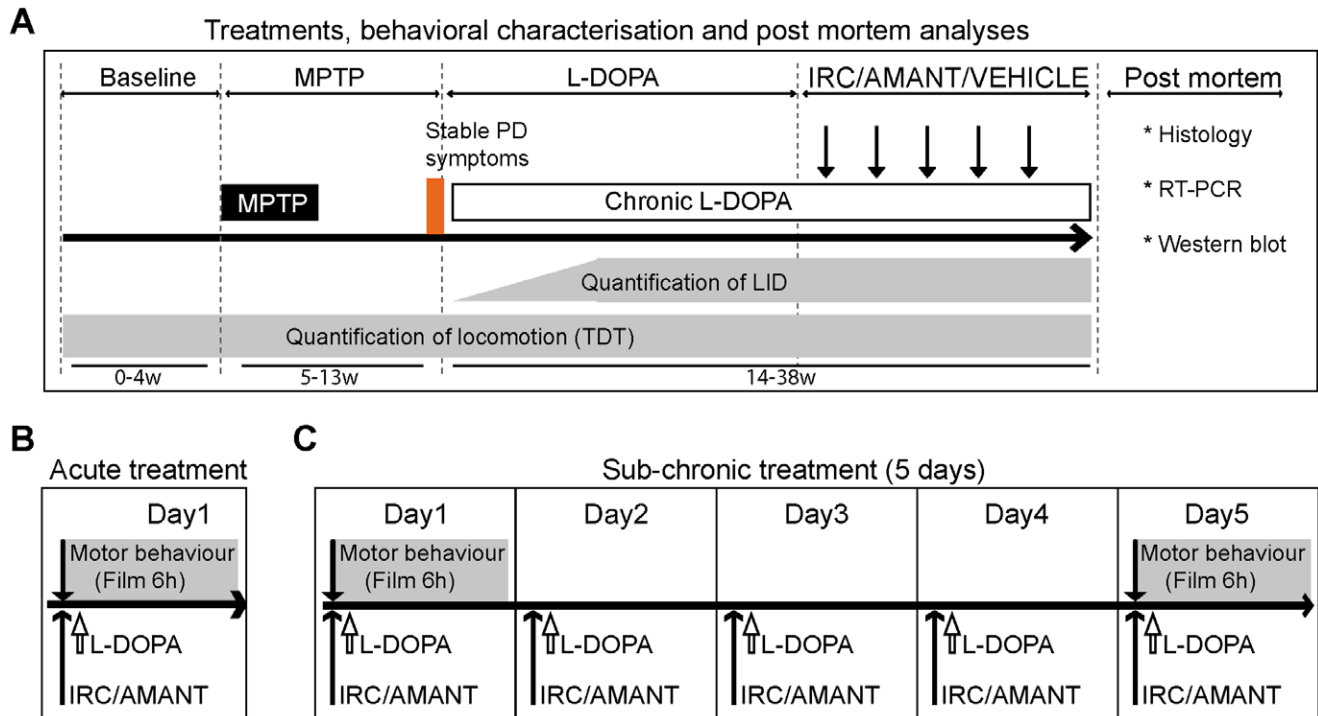 A
Treatments, behavioral characterisation and post mortem analyses
Baseline MPTP L-DOPA IRC/AMANT/VEHICLE Post mortem
Stable PD
symptoms
* Histology
MPTP
Chronic L-DOPA
* RT-PCR
* Western blot
Quantification of LID
Quantification of locomotion (TDT)
0-4w 5-13w 14-38w
B
Acute treatment
Day1
Motor behaviour
(Film 6h)
L-DOPA
IRC/AMANT
C
Sub-chronic treatment (5 days)
Day1 Day2 Day3 Day4 Day5
Motor behaviour Motor behaviour
(Film 6h) (Film 6h)
L-DOPA L-DOPA L-DOPA L-DOPA L-DOPA
IRC/AMANT IRC/AMANT IRC/AMANT IRC/AMANT IRC/AMANT